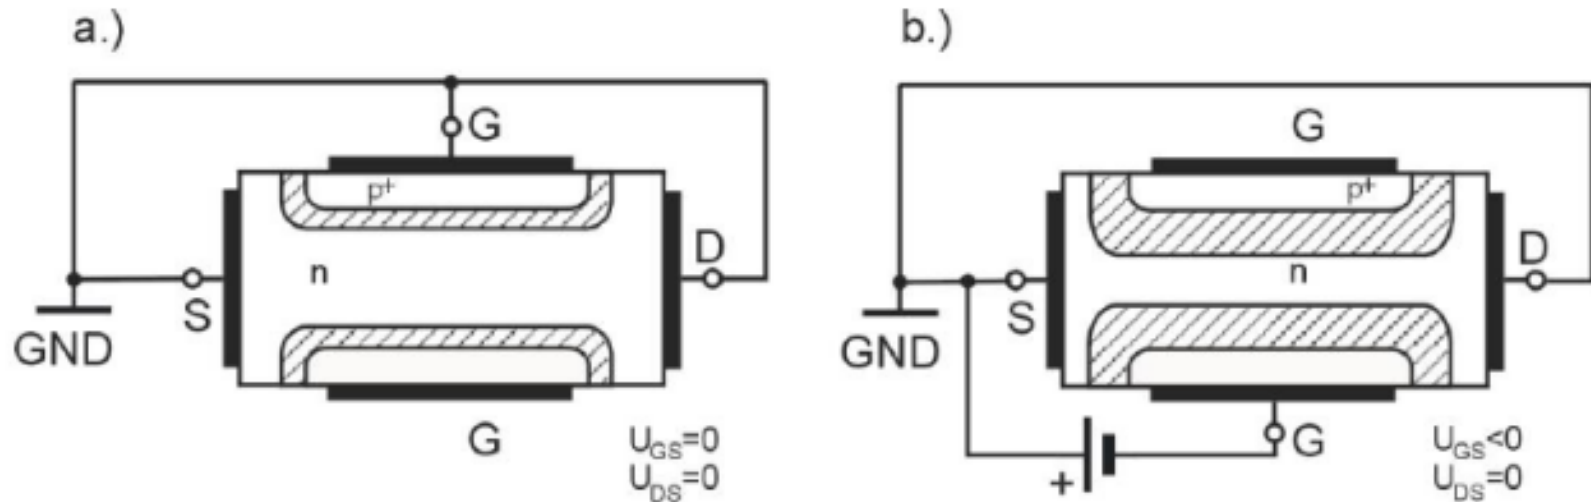 a.)
G
p⁺
D
n
S
GND
G
U_GS=0
U_DS=0
b.)
G
p⁺
D
n
S
GND
G
+
U_GS<0
U_DS=0